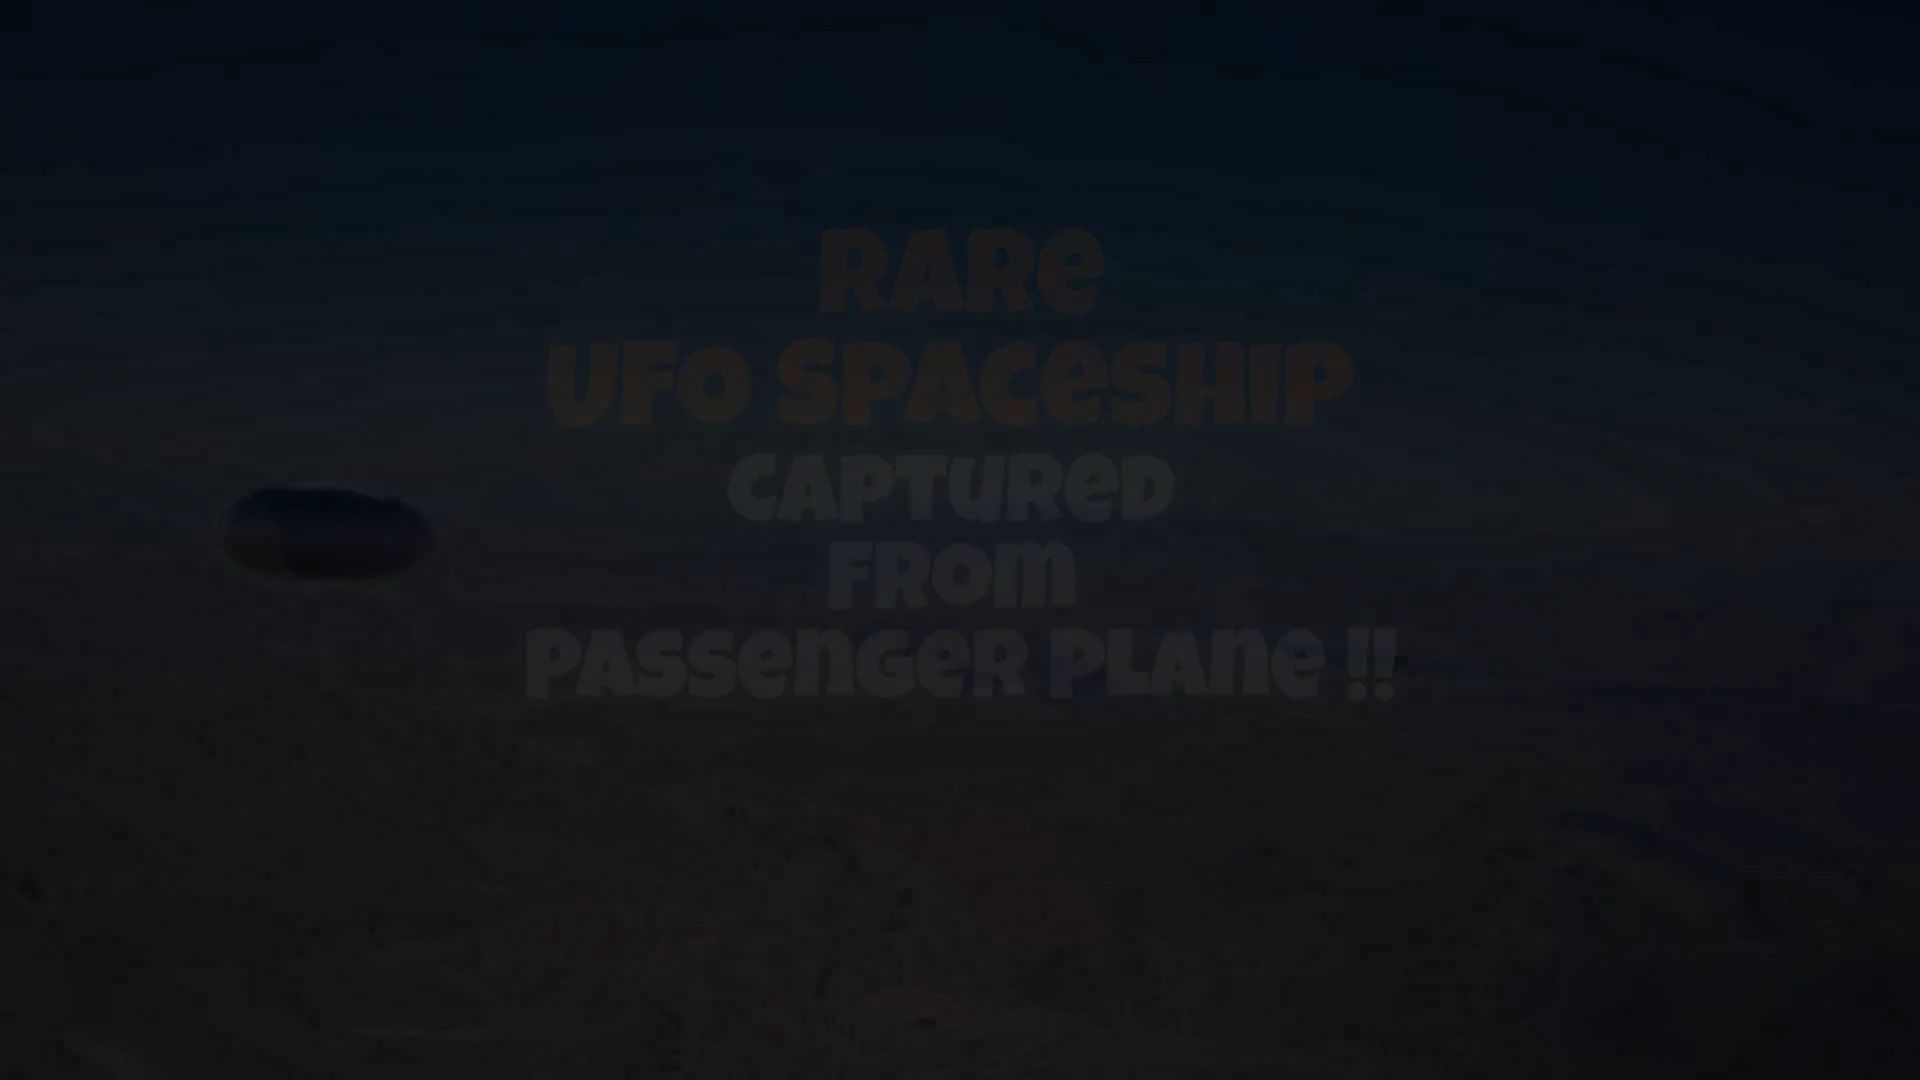 RARe
UFO SPACeSHIP
CAPTUReD
FROM
PASSeNGeR PLANe !!